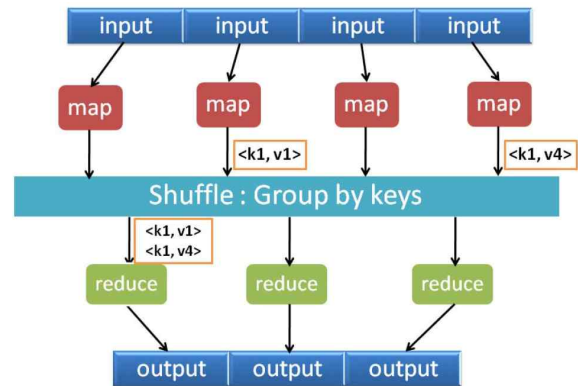 input input input input
map map map map
<k1, v1> <k1, v4>
Shuffle : Group by keys
<k1, v1>
<k1, v4>
reduce reduce reduce
output output output